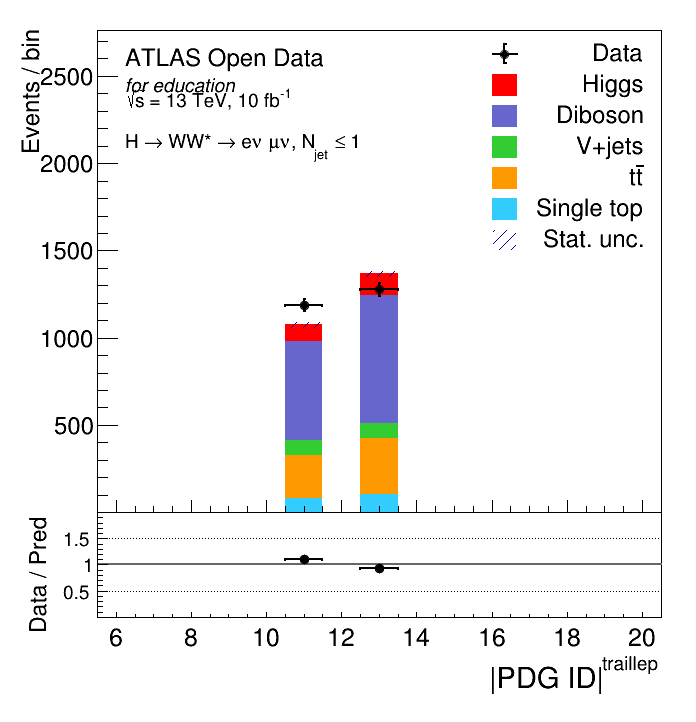 Events / bin
2500
2000
1500
1000
500
ATLAS Open Data
for education
√s = 13 TeV, 10 fb⁻¹
H → WW* → eν μν, N_jet ≤ 1
Data
Higgs
Diboson
V+jets
tt̄
Single top
Stat. unc.
Data / Pred
1.5
1
0.5
6 8 10 12 14 16 18 20
|PDG ID|^traillep